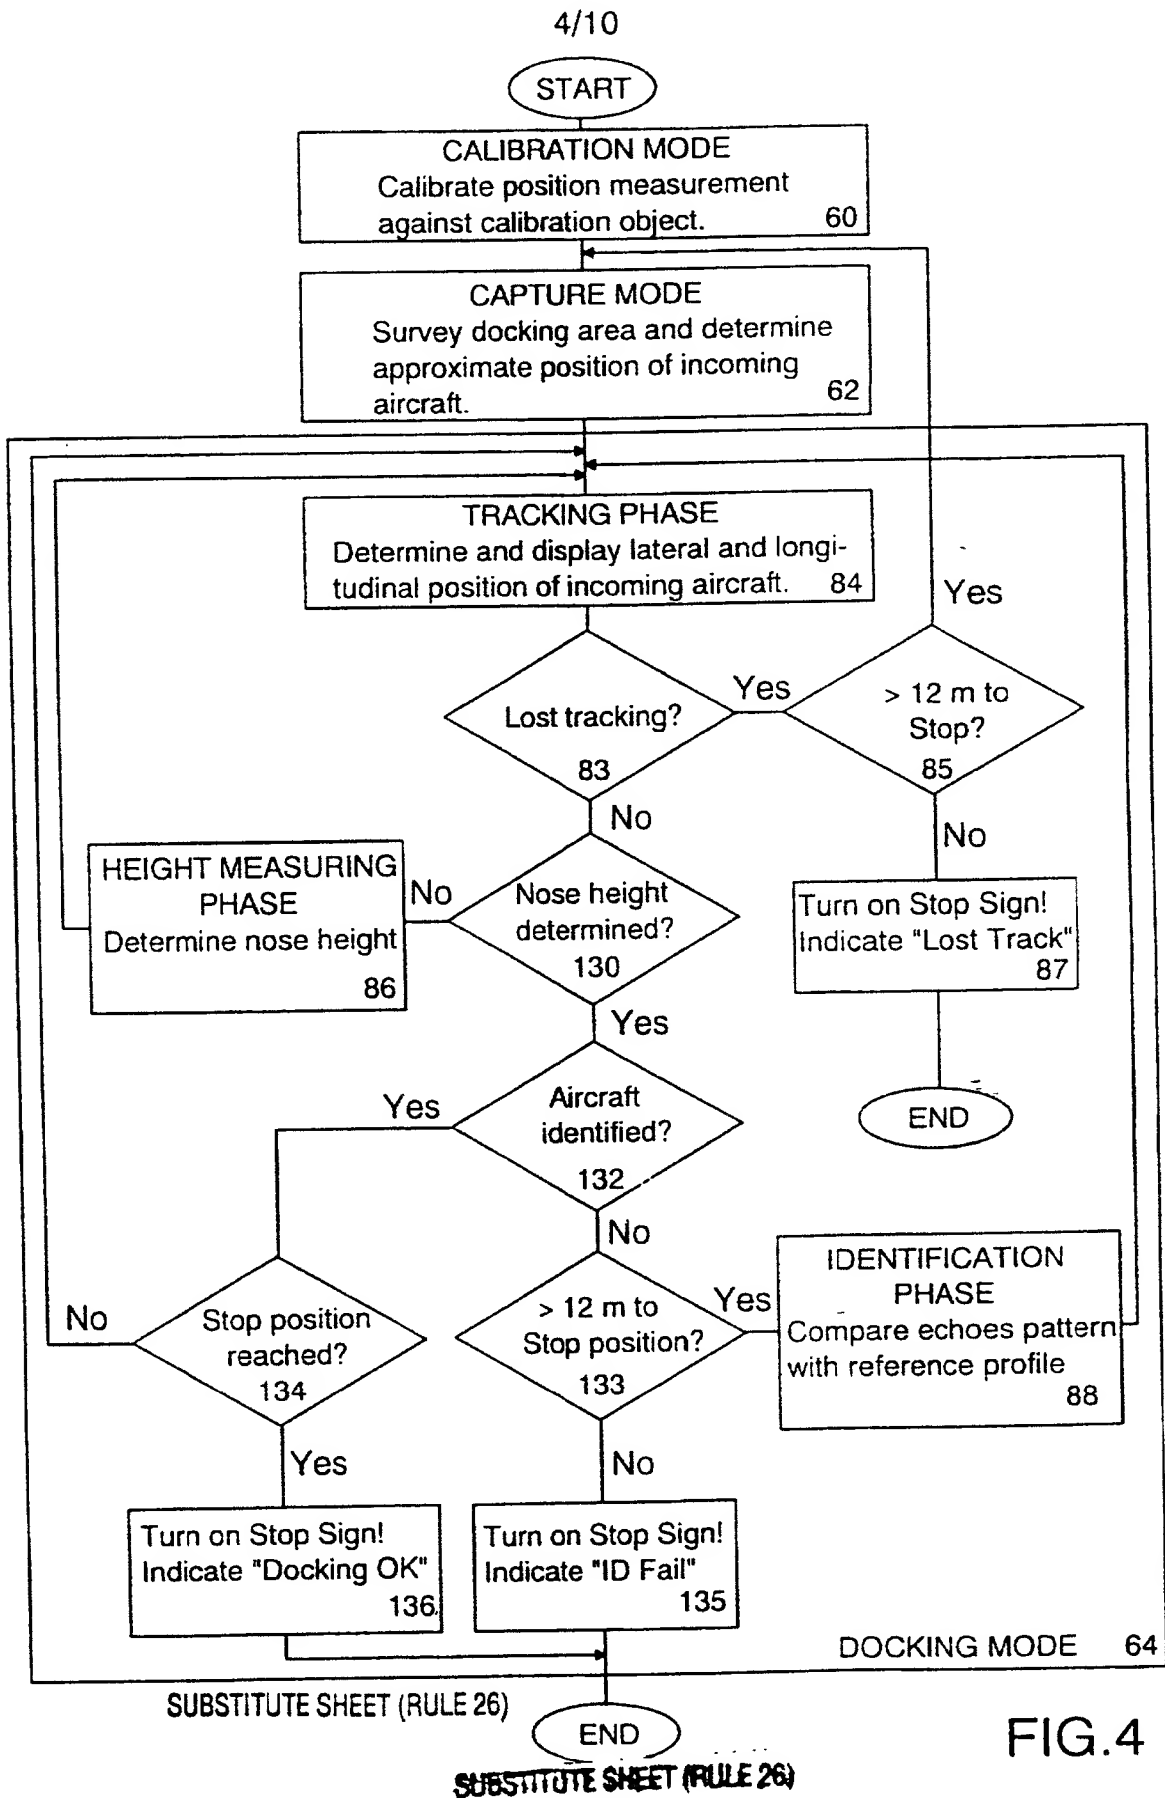 4/10
START
CALIBRATION MODE
Calibrate position measurement
against calibration object.
60
CAPTURE MODE
Survey docking area and determine
approximate position of incoming
aircraft.
62
TRACKING PHASE
Determine and display lateral and longi-
tudinal position of incoming aircraft. 84
Yes
Lost tracking?
83
Yes
> 12 m to
Stop?
85
No
No
HEIGHT MEASURING
PHASE
Determine nose height
86
No
Nose height
determined?
130
Turn on Stop Sign!
Indicate "Lost Track"
87
Yes
END
Yes
Aircraft
identified?
132
No
No
Stop position
reached?
134
> 12 m to
Stop position?
133
Yes
IDENTIFICATION
PHASE
Compare echoes pattern
with reference profile
88
Yes
No
Turn on Stop Sign!
Indicate "Docking OK"
136
Turn on Stop Sign!
Indicate "ID Fail"
135
DOCKING MODE 64
SUBSTITUTE SHEET (RULE 26)
END
FIG.4
SUBSTITUTE SHEET (RULE 26)